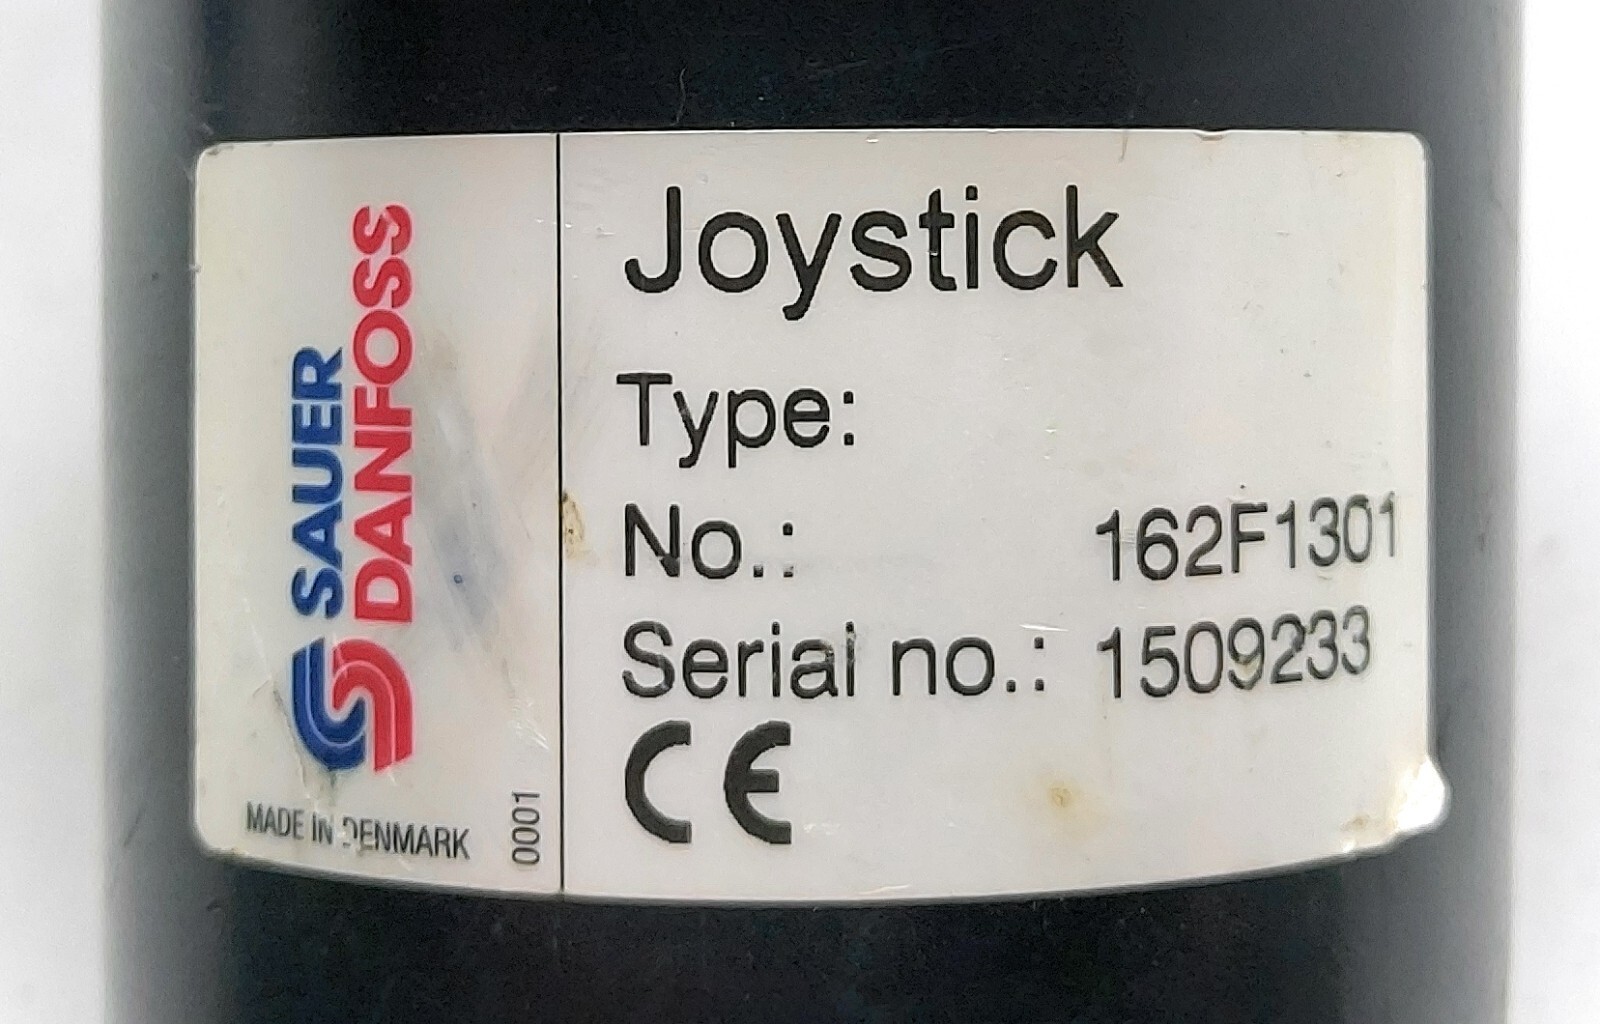 SAUER
DANFOSS
MADE IN DENMARK
0001
Joystick
Type:
No.: 162F1301
Serial no.: 1509233
CE